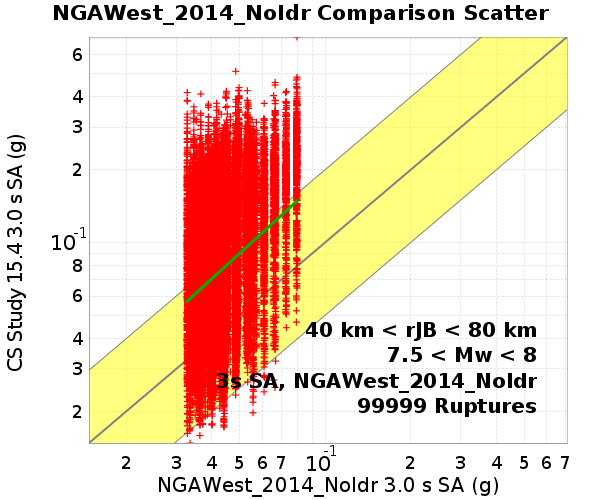 NGAWest_2014_NoIdr Comparison Scatter
CS Study 15.4 3.0 s SA (g)
6
4
3
2
10⁻¹
8
6
4
3
2
40 km < rJB < 80 km
7.5 < Mw < 8
3s SA, NGAWest_2014_NoIdr
99999 Ruptures
2 3 4 5 6 7 10⁻¹ 2 3 4 5 6 7
NGAWest_2014_NoIdr 3.0 s SA (g)